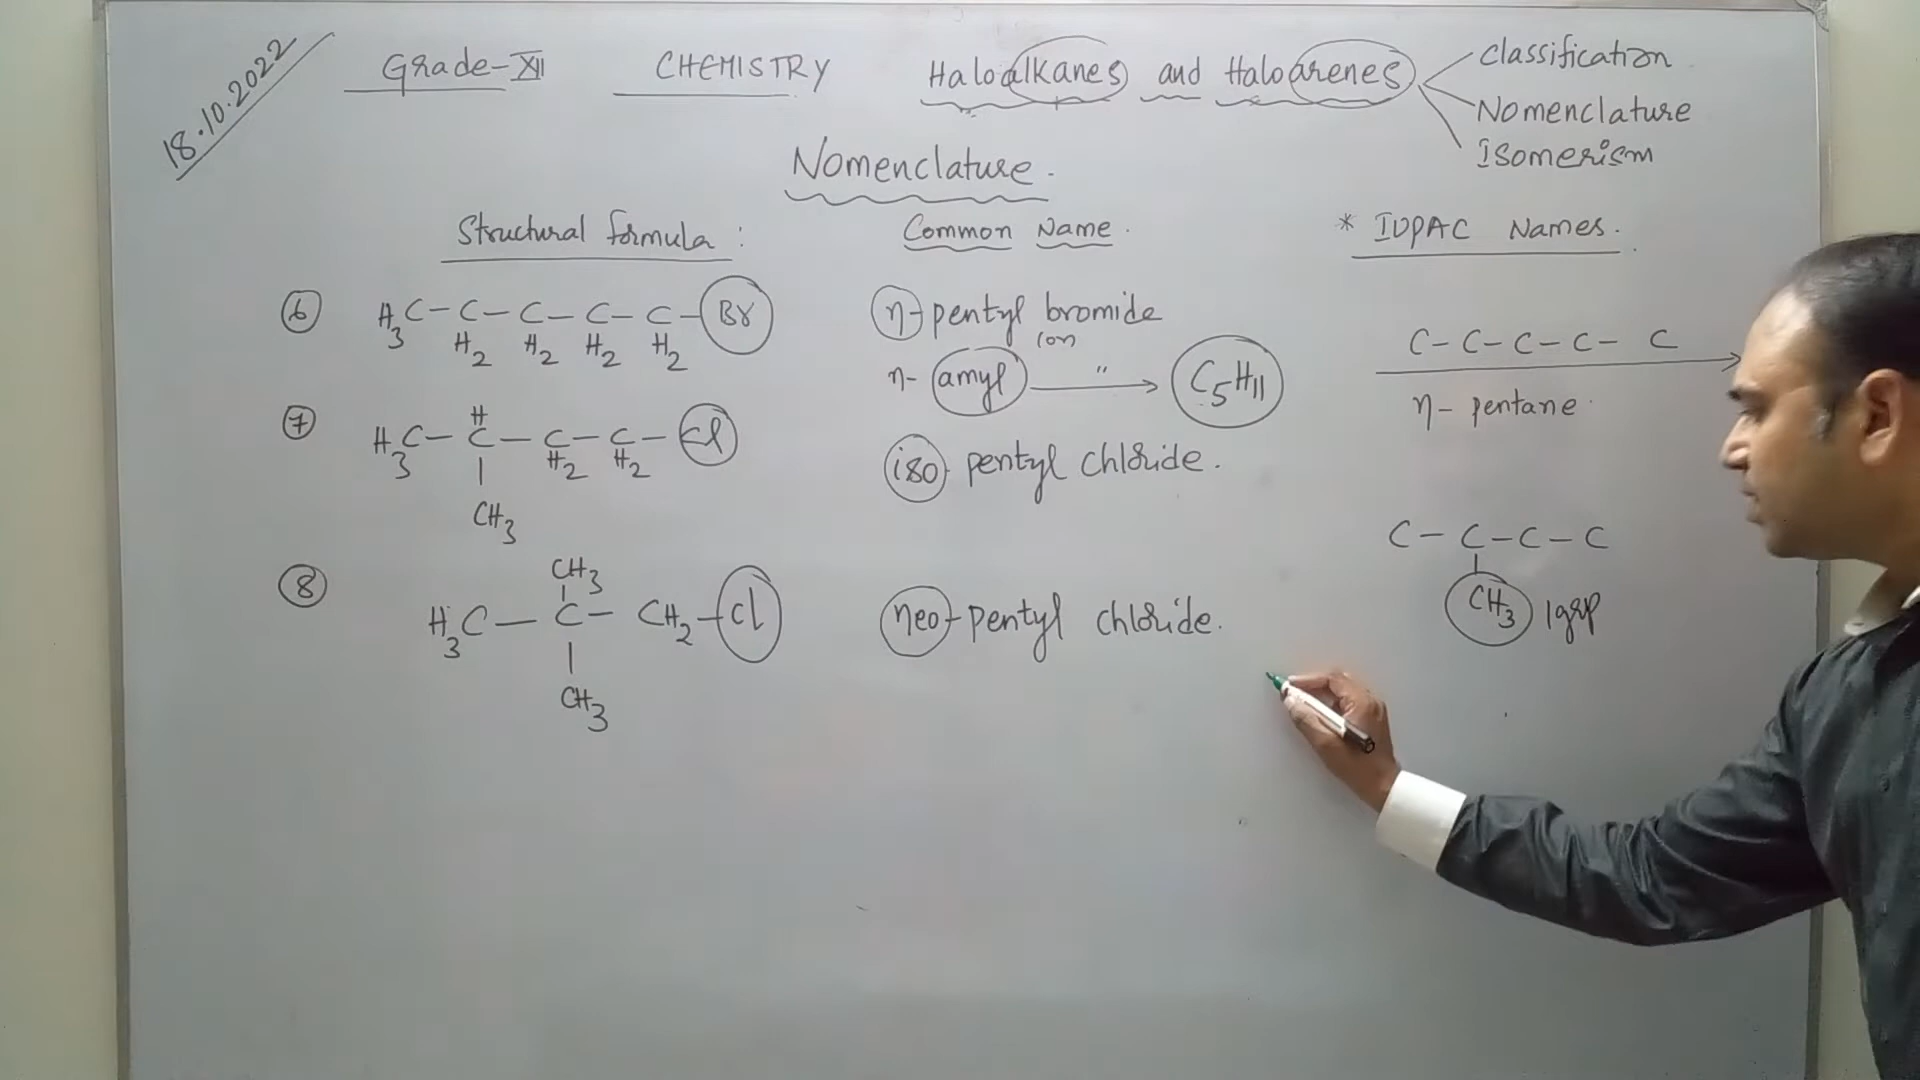 18.10.2022
Grade-XII CHEMISTRY Haloalkanes and Haloarenes
Classification
Nomenclature
Isomerism
Nomenclature.
Structural formula : Common Name. * IUPAC Names.
6 H3C-C-C-C-C-Br n-pentyl bromide
H2 H2 H2 H2 (or)
C-C-C-C-C
n-amyl " → C5H11
n-pentane
H
7 H3C-C-C-C-Cl iso-pentyl chloride.
H2 H2
CH3
C-C-C-C
CH3 1grp
CH3
8 H3C-C-CH2-Cl neo-pentyl chloride.
CH3